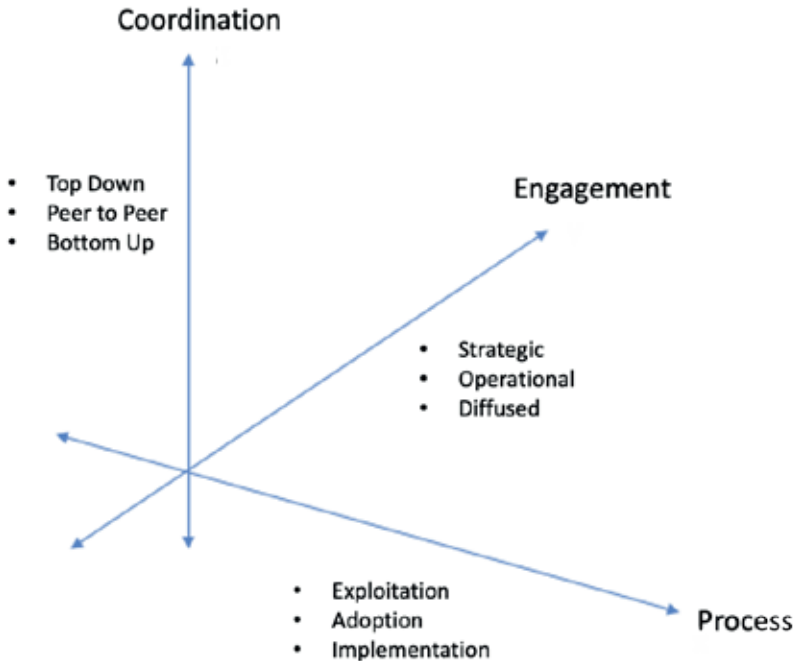 Coordination
• Top Down
• Peer to Peer
• Bottom Up
Engagement
• Strategic
• Operational
• Diffused
• Exploitation
• Adoption
• Implementation
Process